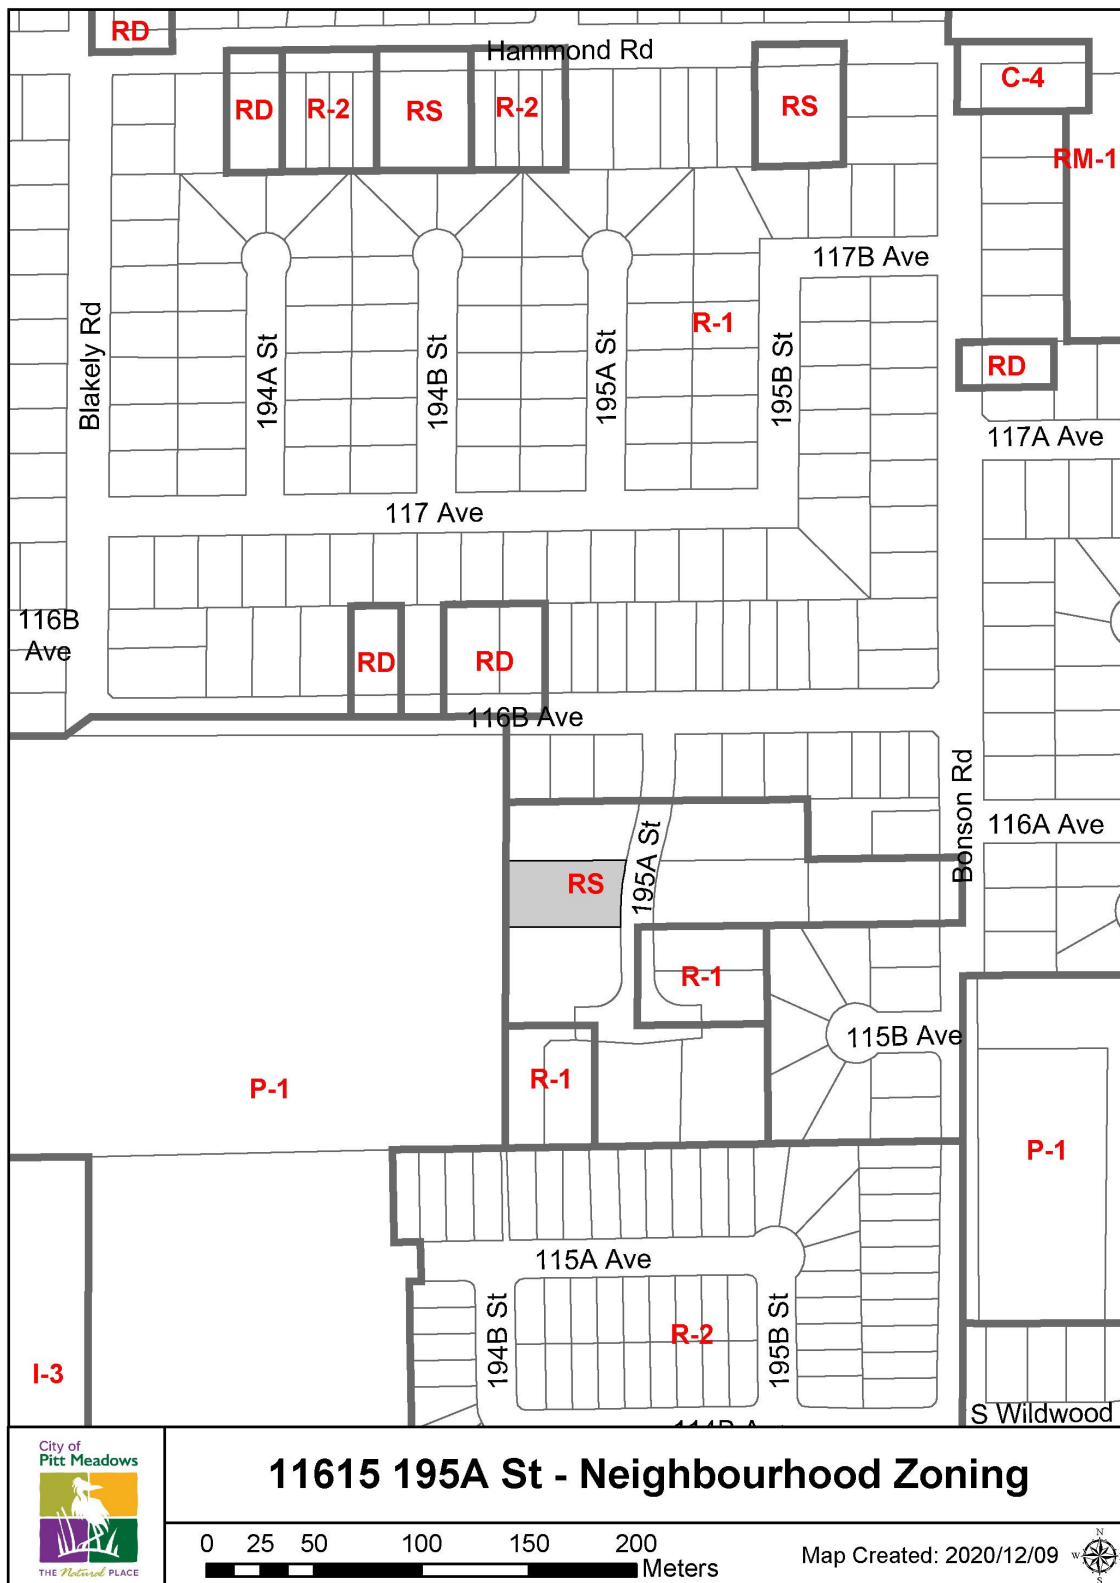 RD
Hammond Rd
C-4
RD
R-2
RS
R-2
RS
RM-1
117B Ave
R-1
Blakely Rd
194A St
194B St
195A St
195B St
RD
117A Ave
117 Ave
116B
Ave
RD
RD
116B Ave
Bonson Rd
116A Ave
195A St
RS
R-1
115B Ave
R-1
P-1
P-1
115A Ave
194B St
195B St
R-2
I-3
S Wildwood
City of
Pitt Meadows
THE Natural PLACE
11615 195A St - Neighbourhood Zoning
0 25 50 100 150 200
Meters
Map Created: 2020/12/09
N
W
S